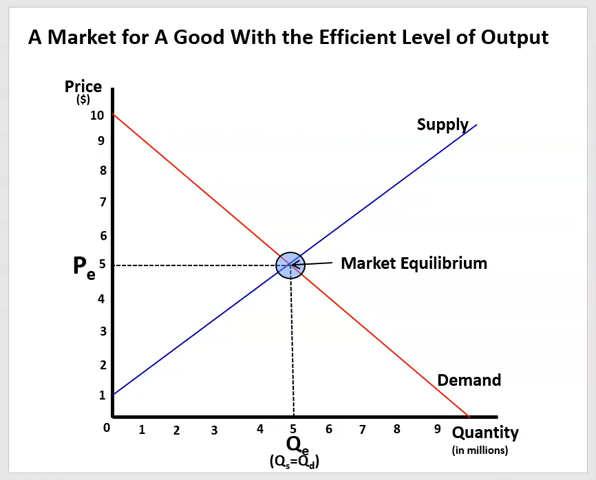 A Market for A Good With the Efficient Level of Output
Price
($)
10
9
8
7
6
5
4
3
2
1
Pe
Supply
Market Equilibrium
Demand
0 1 2 3 4 5 6 7 8 9
Quantity
(in millions)
Qe
(Qs=Qd)